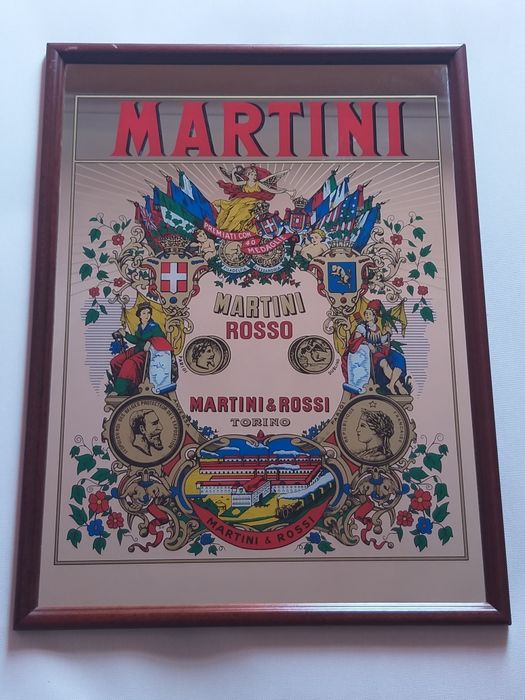 MARTINI
PREMIATI CON
40
MEDAGLIE
MARTINI
ROSSO
MARTINI & ROSSI
TORINO
MARTINI & ROSSI